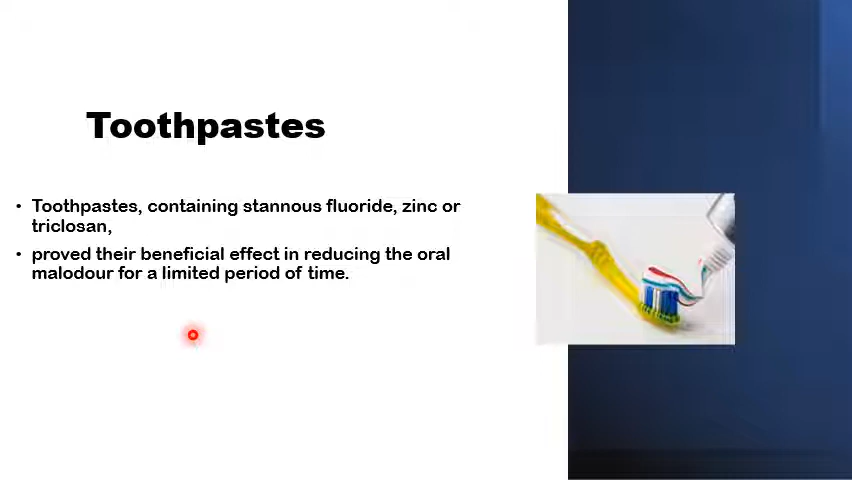 Toothpastes
• Toothpastes, containing stannous fluoride, zinc or
triclosan,
• proved their beneficial effect in reducing the oral
malodour for a limited period of time.